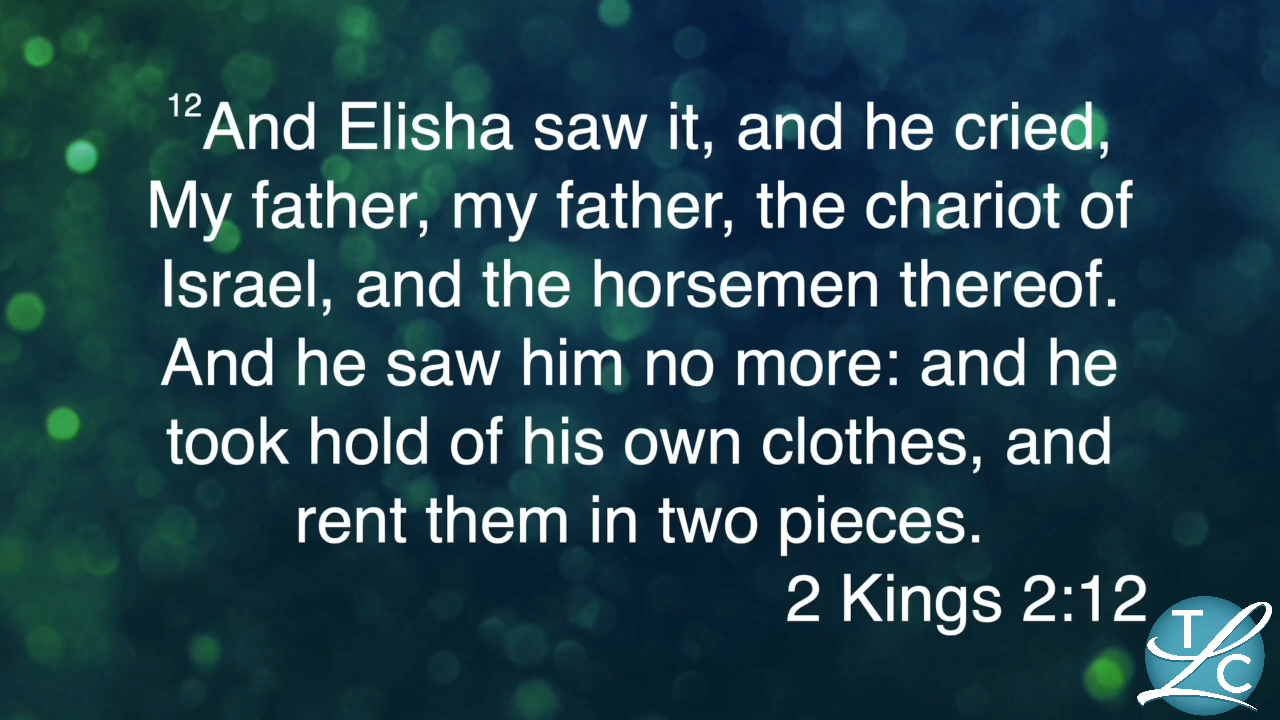 12And Elisha saw it, and he cried,
My father, my father, the chariot of
Israel, and the horsemen thereof.
And he saw him no more: and he
took hold of his own clothes, and
rent them in two pieces.
2 Kings 2:12
TLC